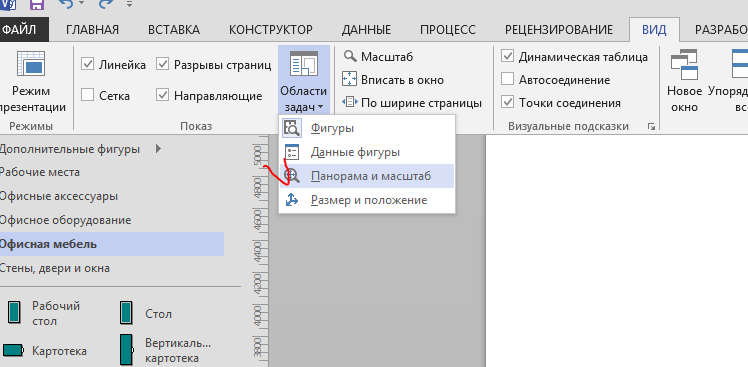 ФАЙЛ ГЛАВНАЯ ВСТАВКА КОНСТРУКТОР ДАННЫЕ ПРОЦЕСС РЕЦЕНЗИРОВАНИЕ ВИД РАЗРАБО
Режим
презентации
Режимы
Линейка
Разрывы страниц
Сетка
Направляющие
Показ
Области
задач
Масштаб
Вписать в окно
По ширине страницы
Динамическая таблица
Автосоединение
Точки соединения
Визуальные подсказки
Новое
окно
Упоряд
все
Фигуры
Данные фигуры
Панорама и масштаб
Размер и положение
Дополнительные фигуры
Рабочие места
Офисные аксессуары
Офисное оборудование
Офисная мебель
Стены, двери и окна
Рабочий
стол
Стол
Картотека
Вертикаль...
картотека
5000
4800
4600
4400
4200
4000
3800